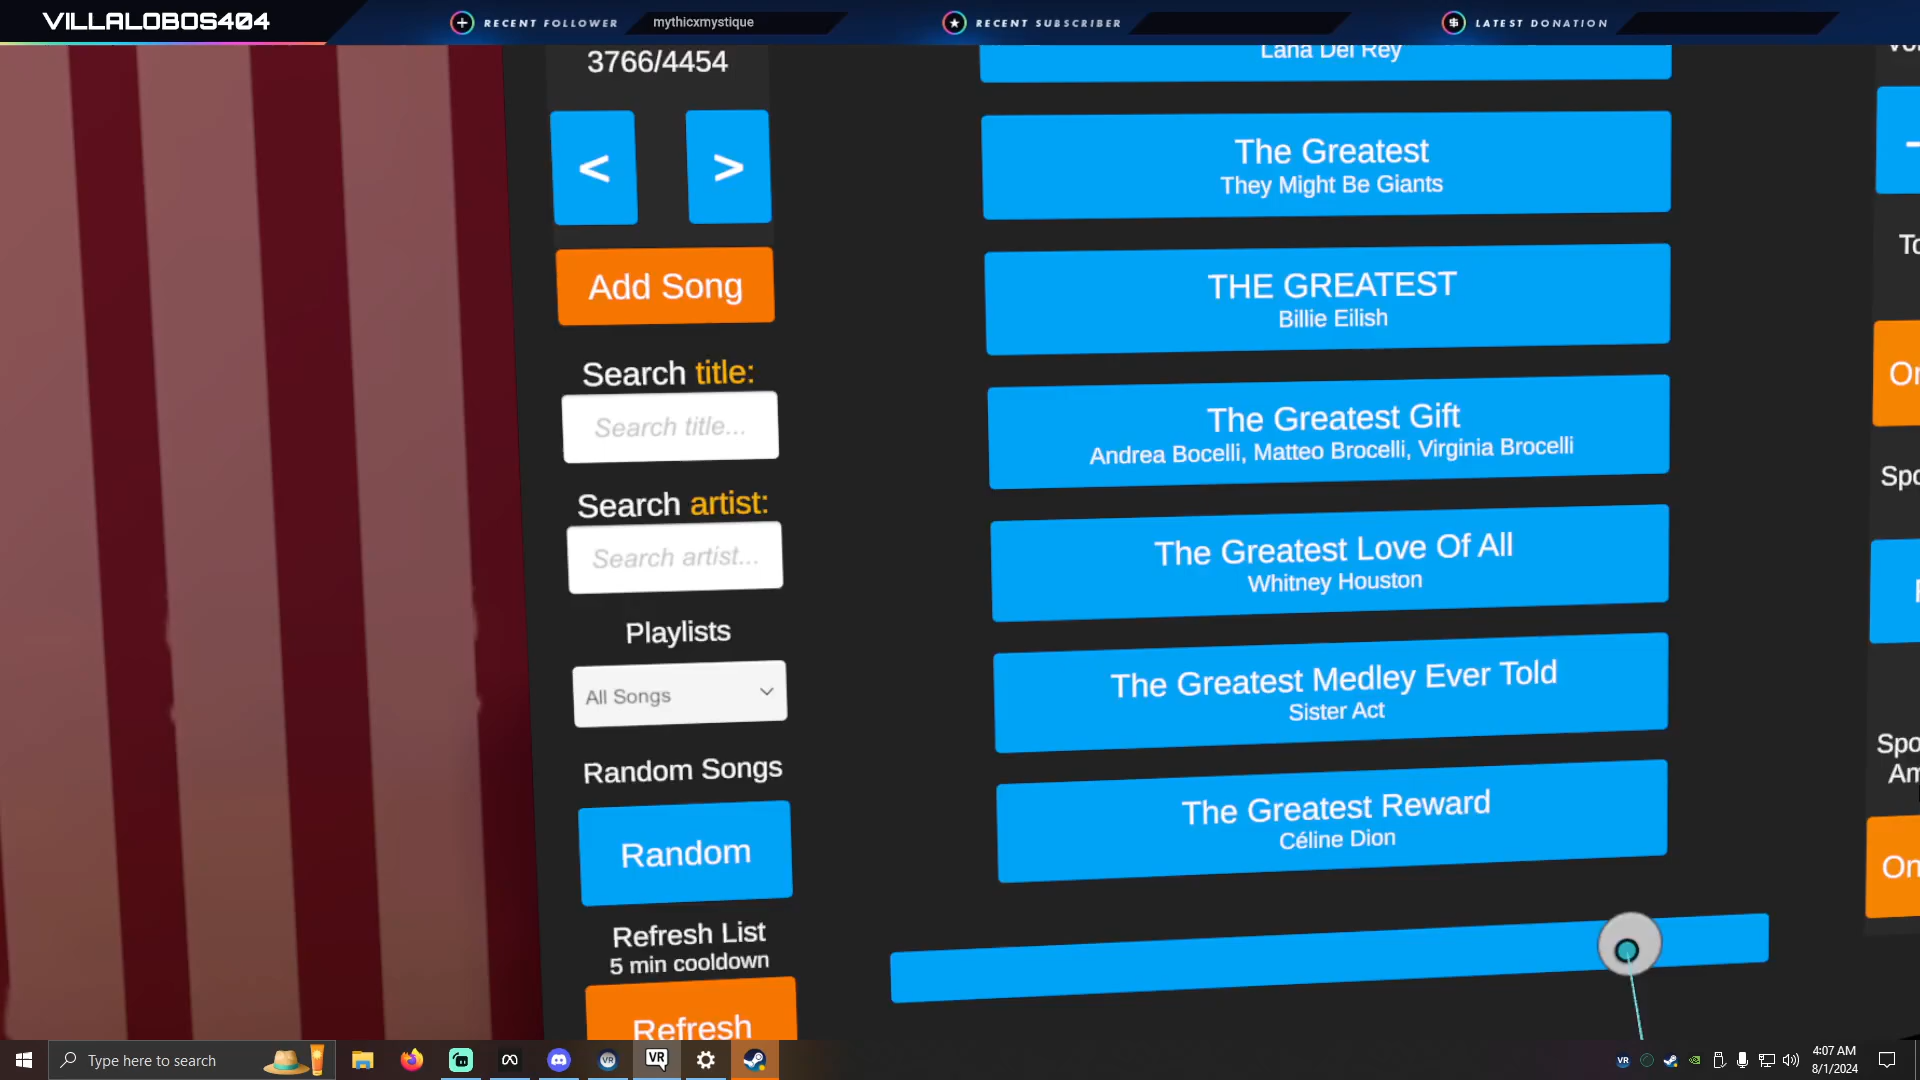 VILLALOBOS404
RECENT FOLLOWER
mythicxmystique
RECENT SUBSCRIBER
LATEST DONATION
3766/4454
<
>
Add Song
Search title:
Search title...
Search artist:
Search artist...
Playlists
All Songs
Random Songs
Random
Refresh List
5 min cooldown
Refresh
Lana Del Rey
The Greatest
They Might Be Giants
THE GREATEST
Billie Eilish
The Greatest Gift
Andrea Bocelli, Matteo Brocelli, Virginia Brocelli
The Greatest Love Of All
Whitney Houston
The Greatest Medley Ever Told
Sister Act
The Greatest Reward
Céline Dion
Type here to search
VR
VR
VR
4:07 AM
8/1/2024